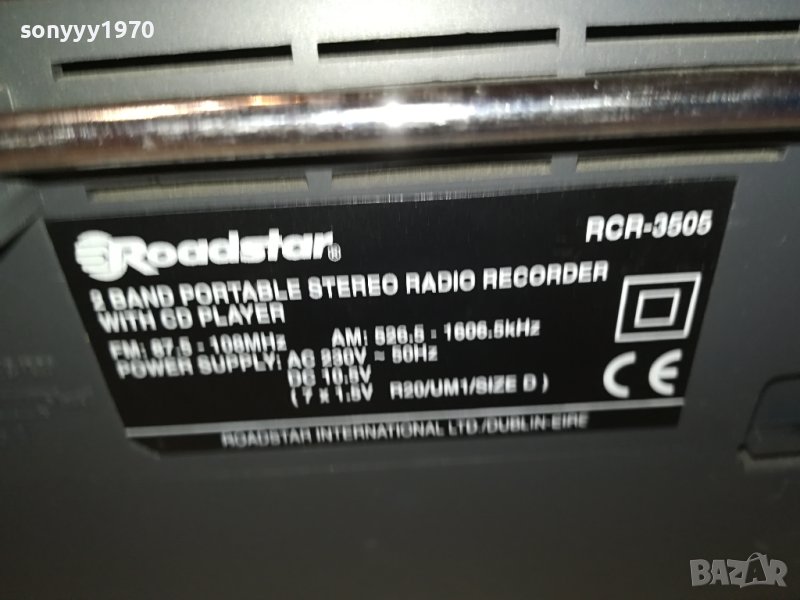 sonyyy1970
Roadstar®
RCR-3505
2 BAND PORTABLE STEREO RADIO RECORDER
WITH CD PLAYER
FM: 87.5 - 108MHz AM: 526.5 - 1606.5kHz
POWER SUPPLY: AC 230V ~ 50Hz
DC 10.5V
( 7 x 1.5V R20/UM1/SIZE D )
CE
ROADSTAR INTERNATIONAL LTD./DUBLIN-EIRE
BAZAR